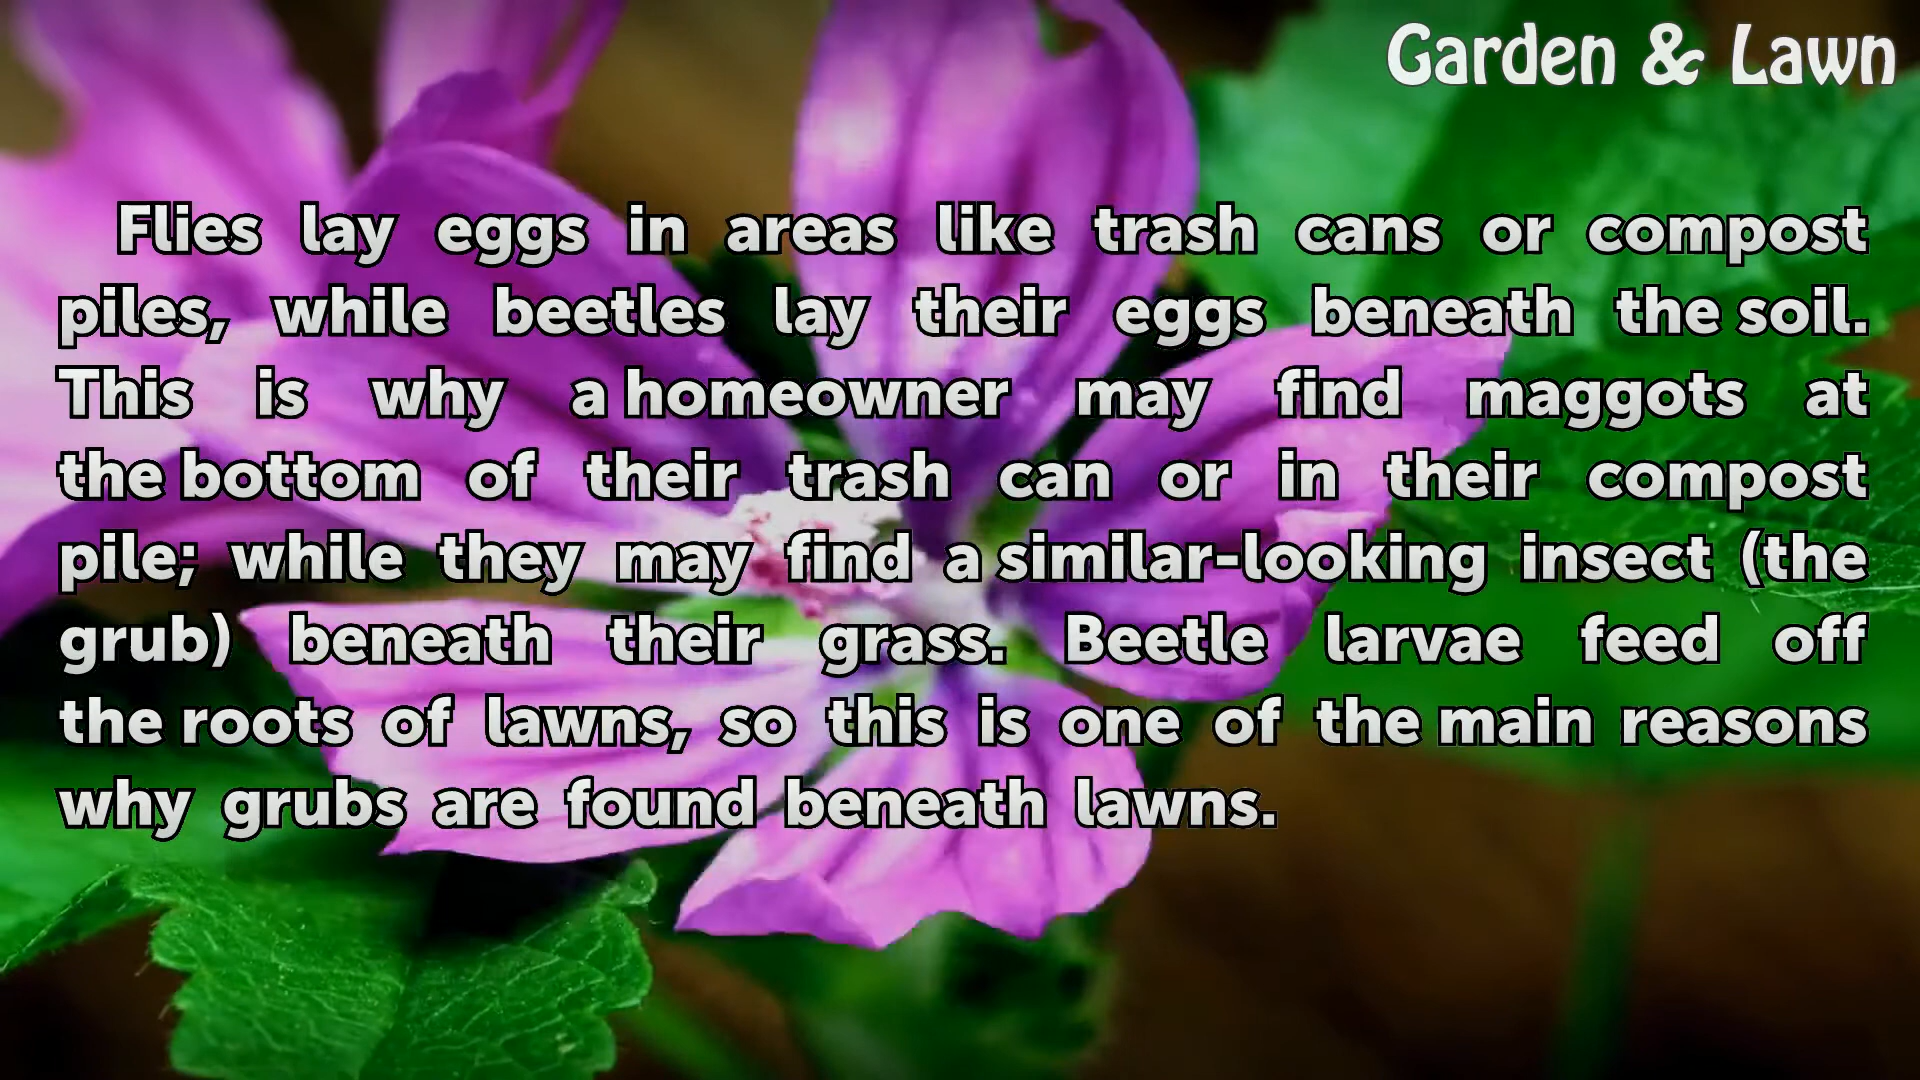 Garden & Lawn
Flies lay eggs in areas like trash cans or compost
piles, while beetles lay their eggs beneath the soil.
This is why a homeowner may find maggots at
the bottom of their trash can or in their compost
pile; while they may find a similar-looking insect (the
grub) beneath their grass. Beetle larvae feed off
the roots of lawns, so this is one of the main reasons
why grubs are found beneath lawns.